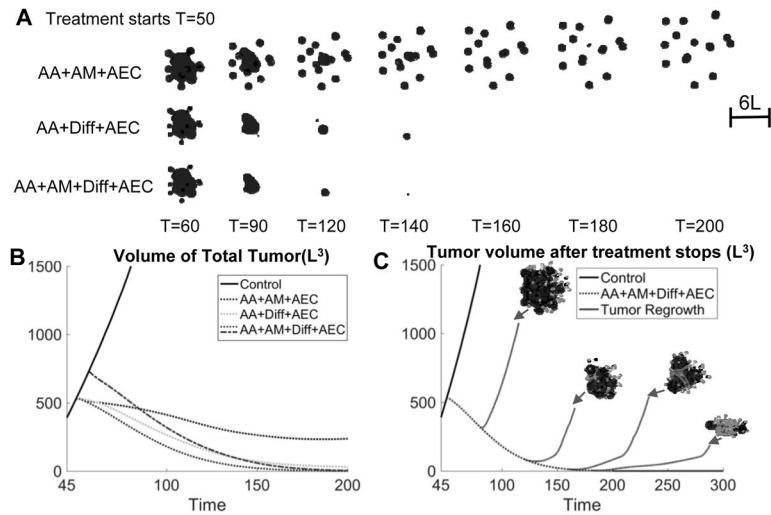 A Treatment starts T=50
AA+AM+AEC
6L
AA+Diff+AEC
AA+AM+Diff+AEC
T=60 T=90 T=120 T=140 T=160 T=180 T=200
B Volume of Total Tumor(L³)
1500
1000
500
0
45 100 150 200
Time
Control
AA+AM+AEC
AA+Diff+AEC
AA+AM+Diff+AEC
C Tumor volume after treatment stops (L³)
1500
1000
500
0
45 100 150 200 250 300
Time
Control
AA+AM+Diff+AEC
Tumor Regrowth